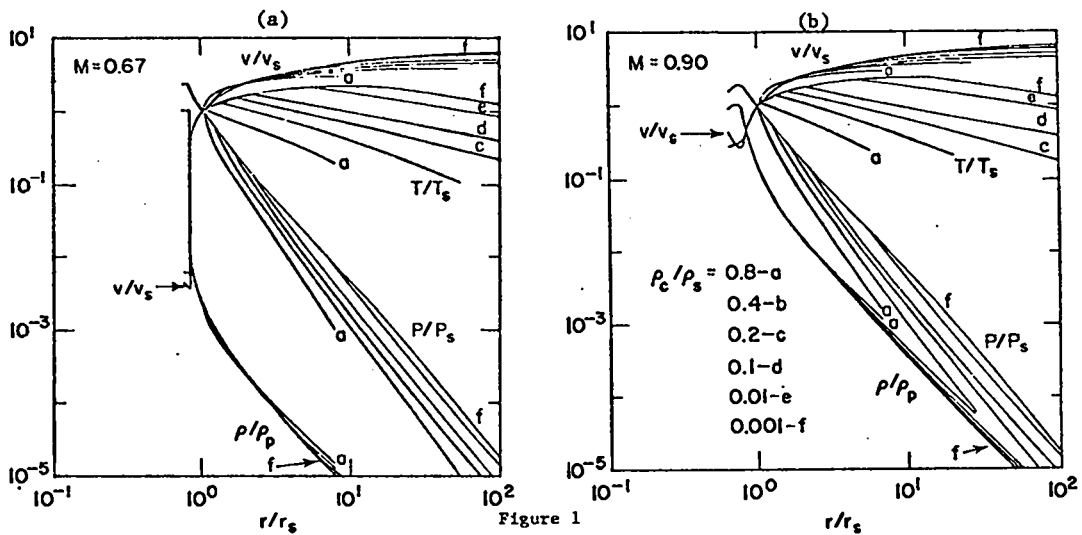 (a)
10¹
M=0.67
v/vₛ
a
f
e
d
c
a
T/Tₛ
10⁻¹
v/vₛ
10⁻³
P/Pₛ
a
f
ρ/ρₚ
f
a
10⁻⁵
10⁻¹ 10⁰ 10¹ 10²
r/rₛ
(b)
10¹
M=0.90
v/vₛ
a
f
e
d
c
v/vₛ
a
T/Tₛ
10⁻¹
ρ_c/ρₛ = 0.8-a
0.4-b
0.2-c
0.1-d
0.01-e
0.001-f
10⁻³
a
a
f
P/Pₛ
ρ/ρₚ
f
10⁻⁵
10⁻¹ 10⁰ 10¹ 10²
r/rₛ
Figure 1